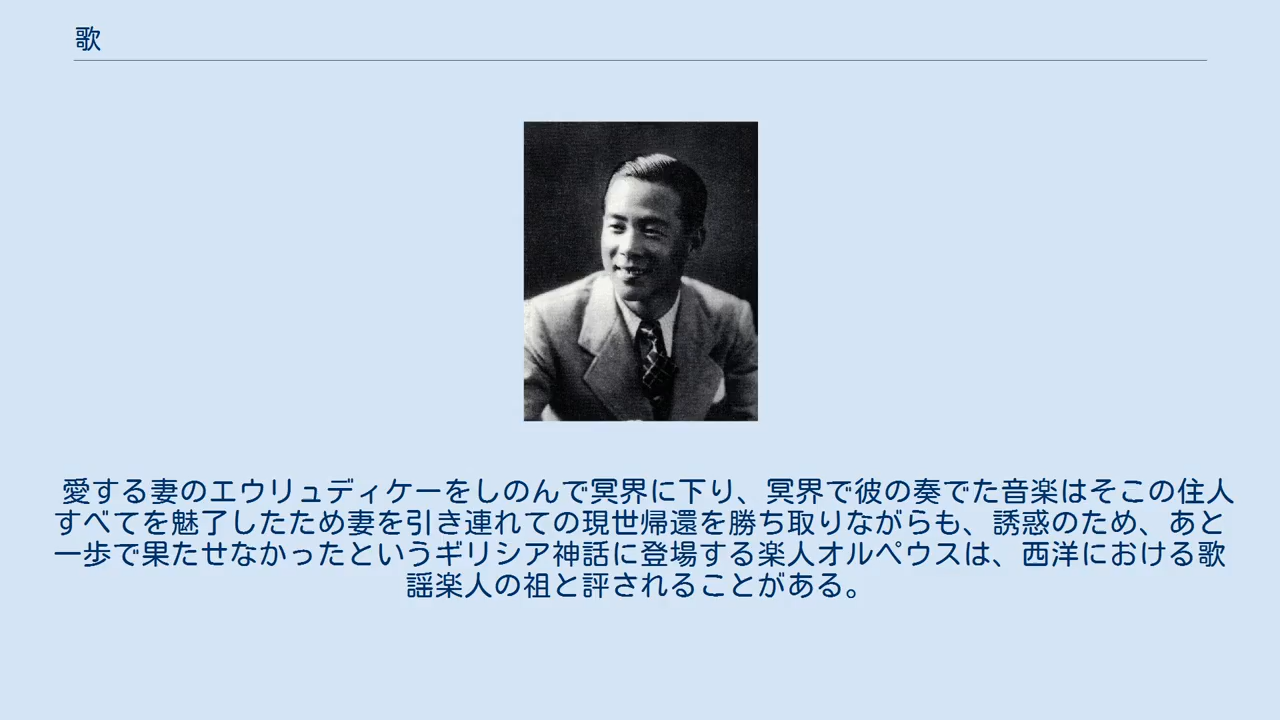 歌
愛する妻のエウリュディケーをしのんで冥界に下り、冥界で彼の奏でた音楽はそこの住人
すべてを魅了したため妻を引き連れての現世帰還を勝ち取りながらも、誘惑のため、あと
一歩で果たせなかったというギリシア神話に登場する楽人オルペウスは、西洋における歌
謡楽人の祖と評されることがある。